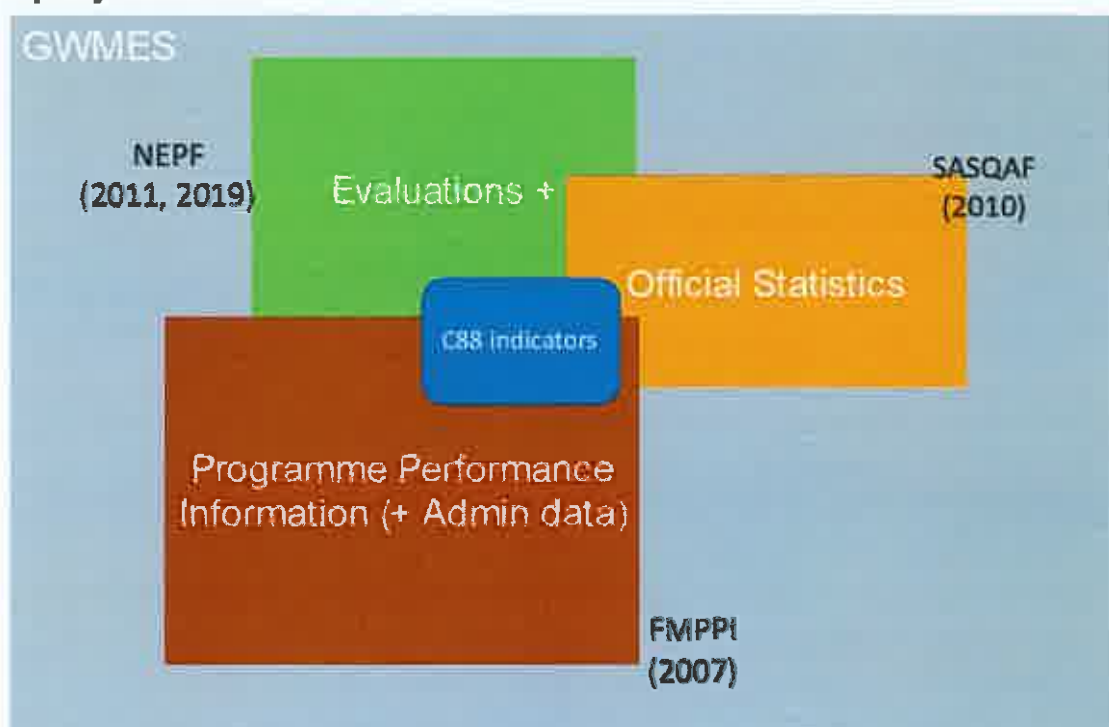 GWMES
NEPF
(2011, 2019)
Evaluations +
SASQAF
(2010)
Official Statistics
C88 indicators
Programme Performance
Information (+ Admin data)
FMPPI
(2007)